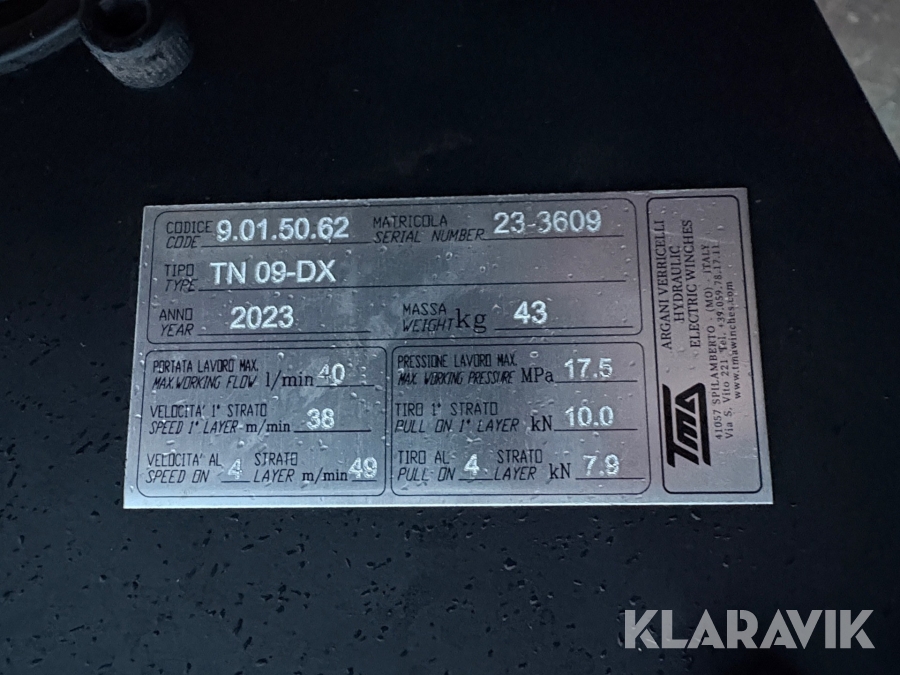 CODICE
CODE 9.01.50.62
MATRICOLA
SERIAL NUMBER 23-3609
TIPO
TYPE TN 09-DX
ANNO
YEAR 2023
MASSA
WEIGHT kg 43
PORTATA LAVORO MAX.
MAX.WORKING FLOW l/min 40
VELOCITA' 1° STRATO
SPEED 1° LAYER m/min 38
VELOCITA' AL 4 STRATO
SPEED ON LAYER m/min 49
PRESSIONE LAVORO MAX.
MAX. WORKING PRESSURE MPa 17.5
TIRO 1° STRATO
PULL ON 1° LAYER kN 10.0
TIRO AL 4 STRATO
PULL ON LAYER kN 7.9
ARGANI VERRICELLI
HYDRAULIC
ELECTRIC WINCHES
41057 SPILAMBERTO (MO) - ITALY
Via S. Vito 221 Tel. +39.059.78.17.11
www.tmawinches.com
TMA
KLARAVIK